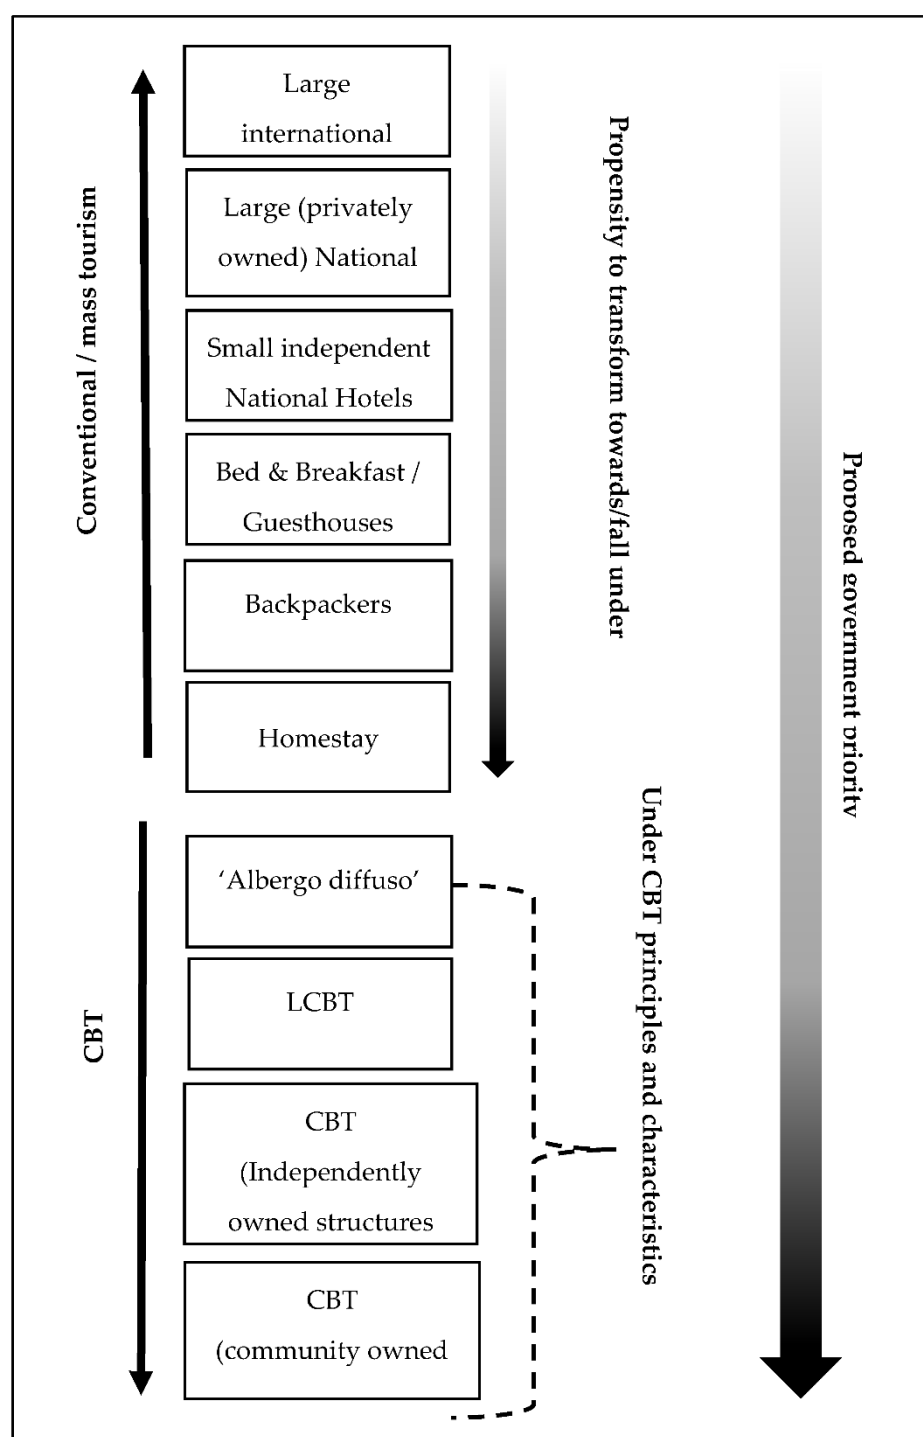 Large
international
Large (privately
owned) National
Small independent
National Hotels
Bed & Breakfast /
Guesthouses
Backpackers
Homestay
'Albergo diffuso'
LCBT
CBT
(Independently
owned structures
CBT
(community owned
Conventional / mass tourism
CBT
Propensity to transform towards/fall under
Under CBT principles and characteristics
Proposed government priority